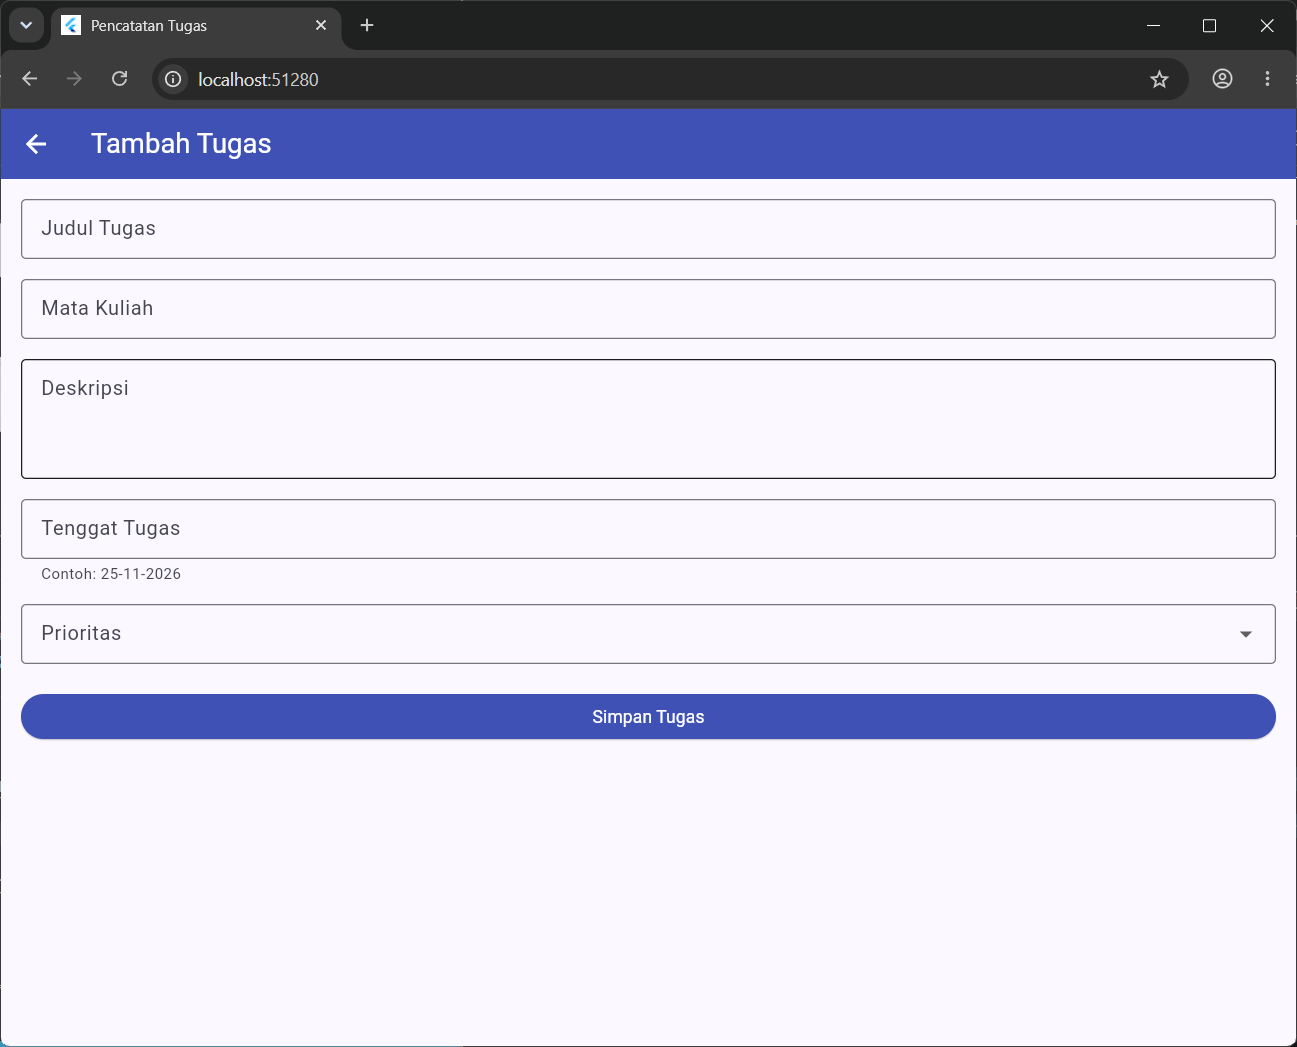 Pencatatan Tugas
localhost:51280
Tambah Tugas
Judul Tugas
Mata Kuliah
Deskripsi
Tenggat Tugas
Contoh: 25-11-2026
Prioritas
Simpan Tugas